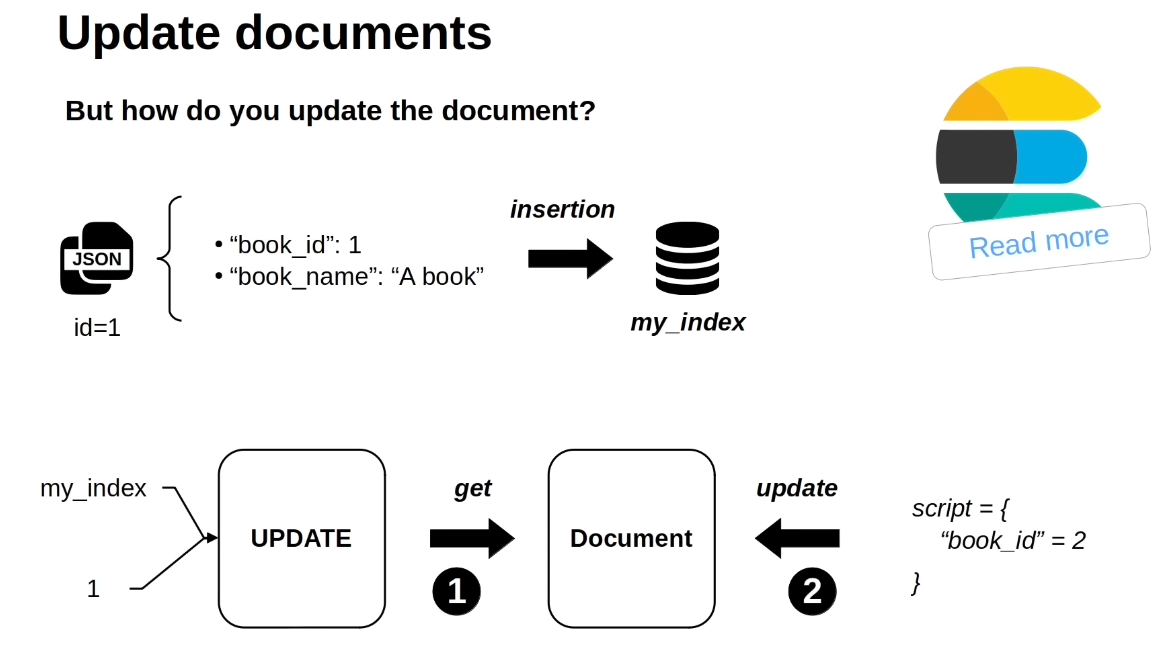 Update documents
But how do you update the document?
Read more
insertion
JSON
• “book_id”: 1
• “book_name”: “A book”
id=1
my_index
my_index
1
UPDATE
get
1
Document
update
2
script = {
“book_id” = 2
}